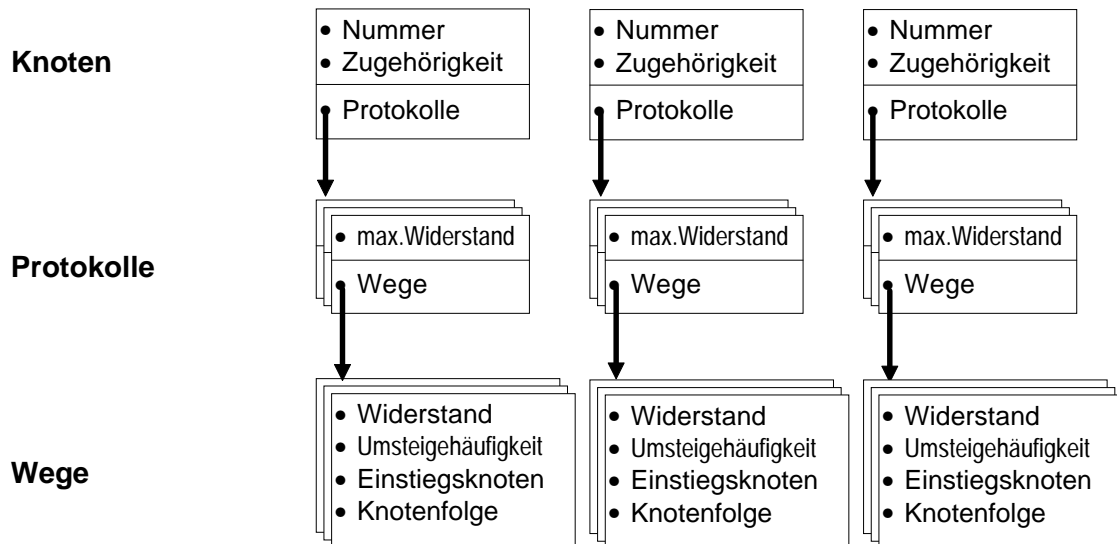 Knoten
• Nummer
• Zugehörigkeit
• Protokolle
• Nummer
• Zugehörigkeit
• Protokolle
• Nummer
• Zugehörigkeit
• Protokolle
Protokolle
• max.Widerstand
• Wege
• max.Widerstand
• Wege
• max.Widerstand
• Wege
Wege
• Widerstand
• Umsteigehäufigkeit
• Einstiegsknoten
• Knotenfolge
• Widerstand
• Umsteigehäufigkeit
• Einstiegsknoten
• Knotenfolge
• Widerstand
• Umsteigehäufigkeit
• Einstiegsknoten
• Knotenfolge